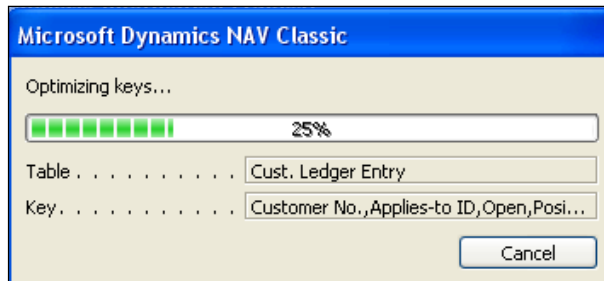 Microsoft Dynamics NAV Classic
Optimizing keys...
25%
Table . . . . . . . . . . Cust. Ledger Entry
Key. . . . . . . . . . . Customer No.,Applies-to ID,Open,Posi...
Cancel